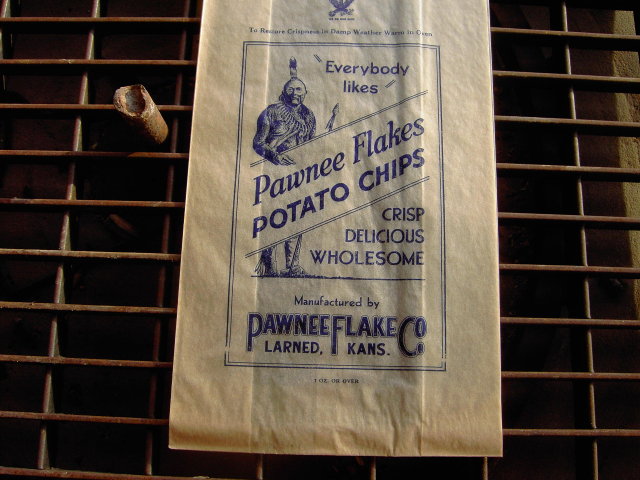 To Restore Crispness in Damp Weather Warm in Oven
"Everybody
likes"
Pawnee Flakes
POTATO CHIPS
CRISP
DELICIOUS
WHOLESOME
Manufactured by
PAWNEE FLAKE CO
LARNED, KANS.
OZ. OR OVER